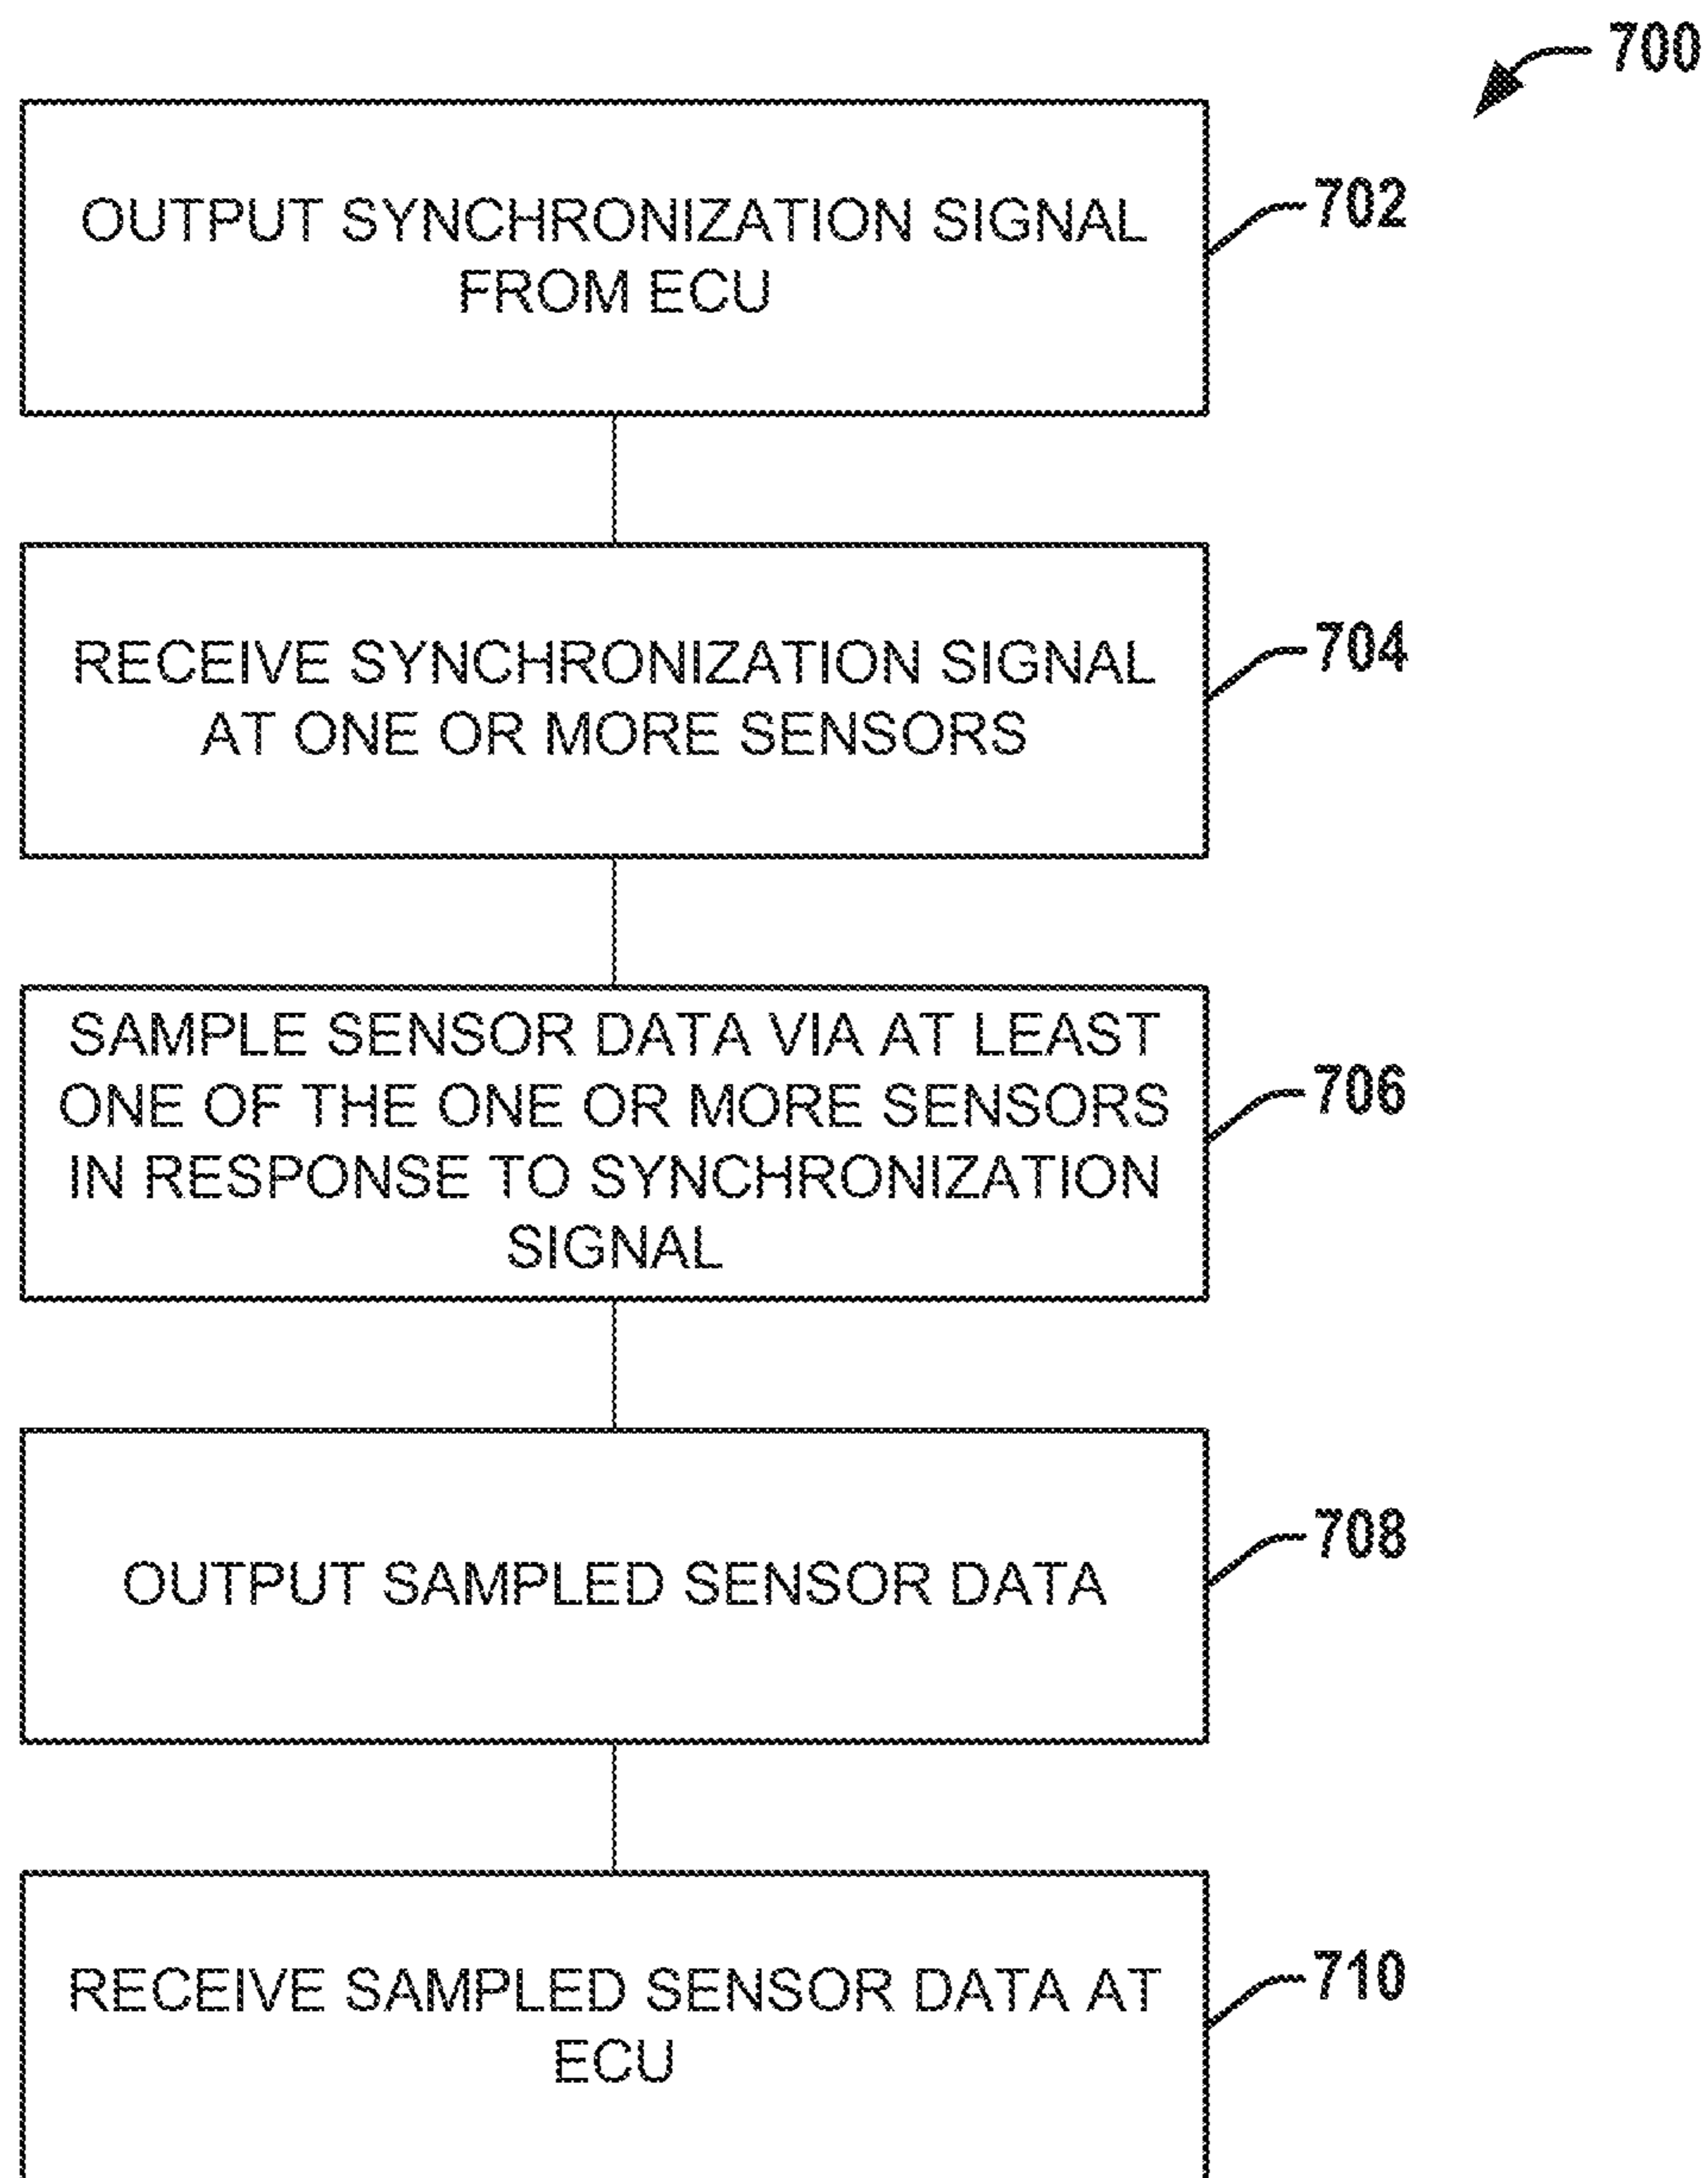 700
OUTPUT SYNCHRONIZATION SIGNAL
FROM ECU
702
RECEIVE SYNCHRONIZATION SIGNAL
AT ONE OR MORE SENSORS
704
SAMPLE SENSOR DATA VIA AT LEAST
ONE OF THE ONE OR MORE SENSORS
IN RESPONSE TO SYNCHRONIZATION
SIGNAL
706
OUTPUT SAMPLED SENSOR DATA
708
RECEIVE SAMPLED SENSOR DATA AT
ECU
710